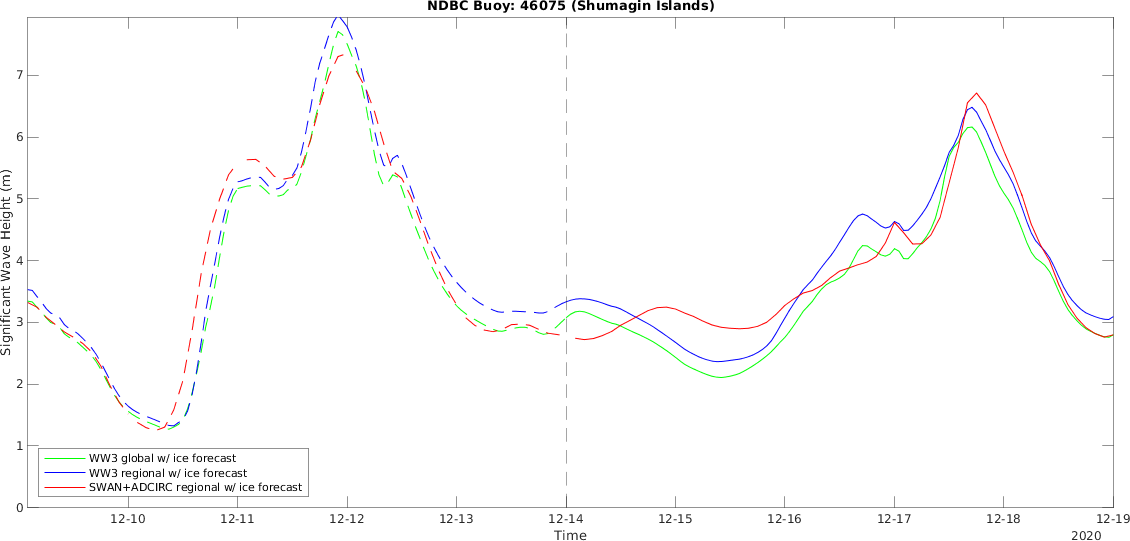 NDBC Buoy: 46075 (Shumagin Islands)
Significant Wave Height (m)
7
6
5
4
3
2
1
0
WW3 global w/ ice forecast
WW3 regional w/ ice forecast
SWAN+ADCIRC regional w/ ice forecast
12-10 12-11 12-12 12-13 12-14 12-15 12-16 12-17 12-18 12-19
Time 2020